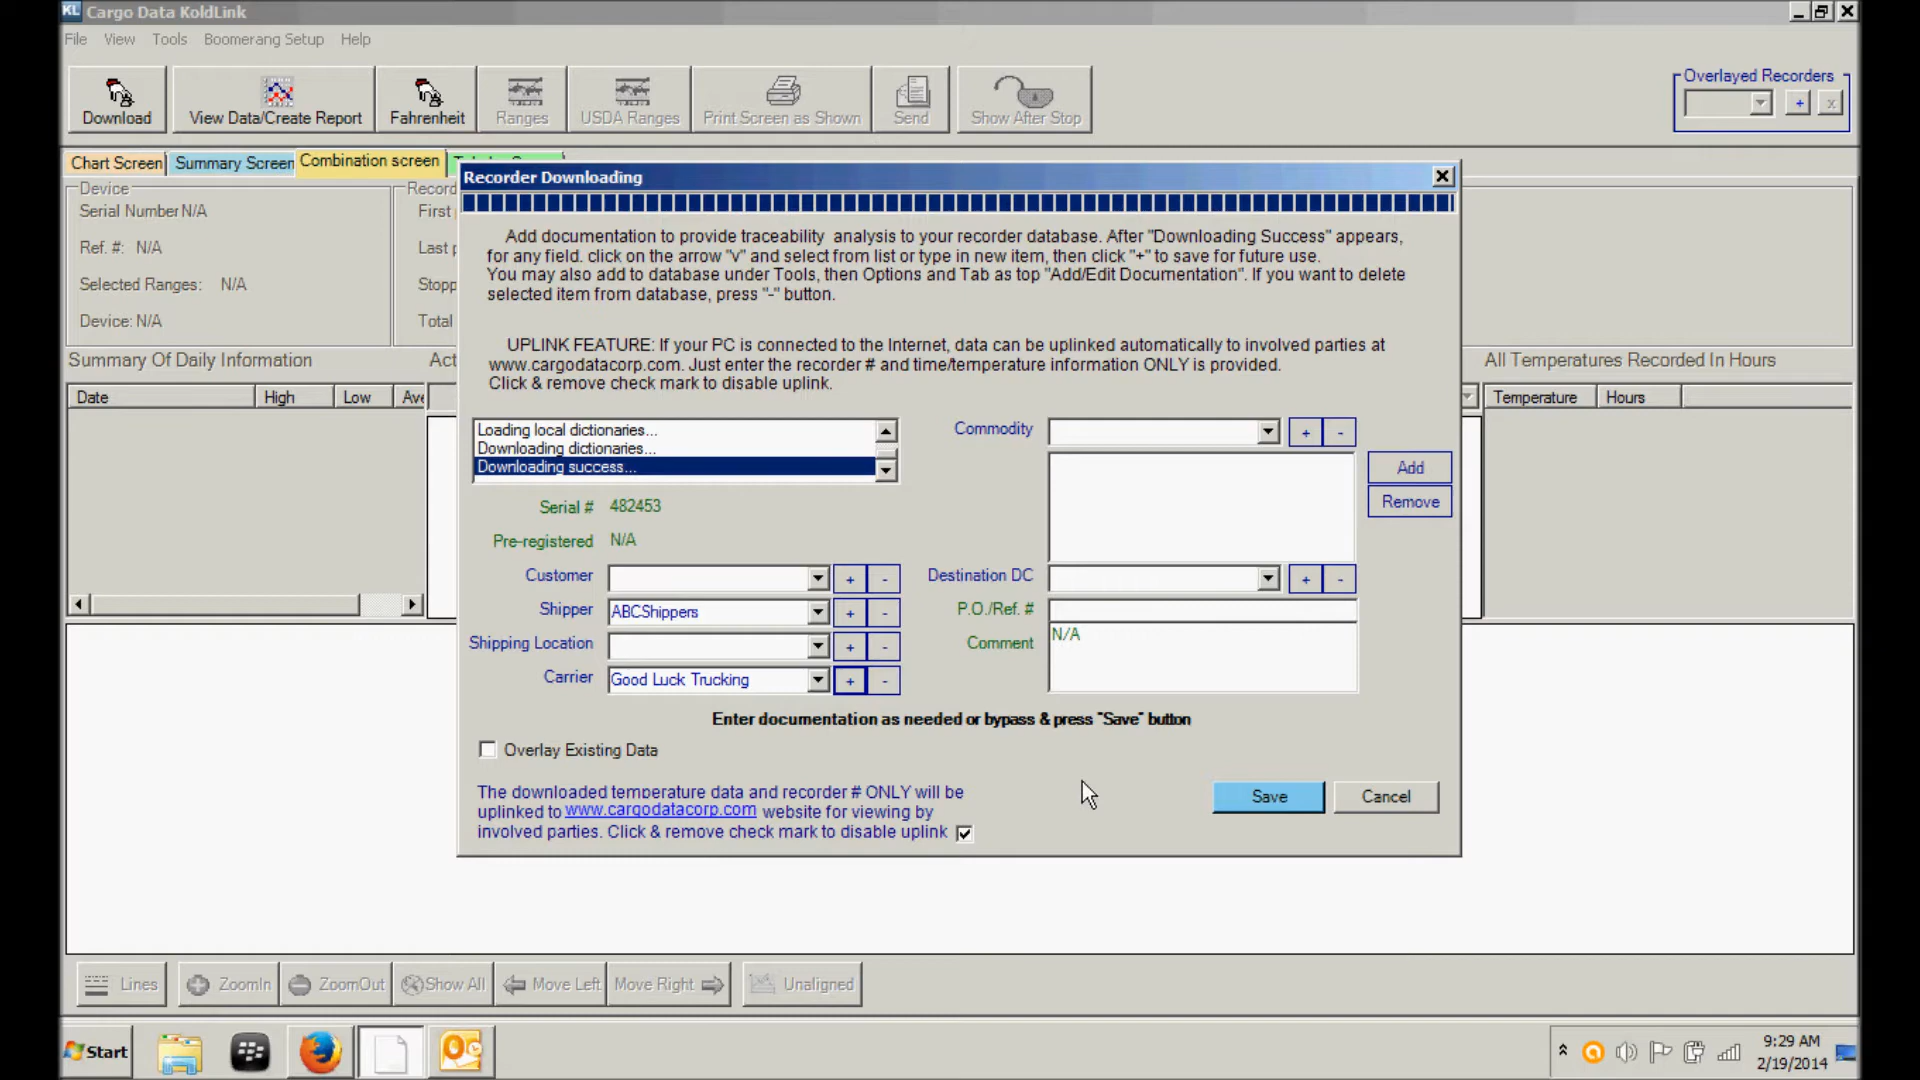 KL Cargo Data KoldLink
File View Tools Boomerang Setup Help
Download
View Data/Create Report
Fahrenheit
Ranges
USDA Ranges
Print Screen as Shown
Send
Show After Stop
Overlayed Recorders
+ x
Chart Screen Summary Screen Combination screen
Device
Serial Number N/A
Ref. #: N/A
Selected Ranges: N/A
Device: N/A
Record
First
Last
Stopp
Total
Summary Of Daily Information
Act
Date High Low Ave
All Temperatures Recorded In Hours
Temperature Hours
Recorder Downloading
Add documentation to provide traceability analysis to your recorder database. After "Downloading Success" appears,
for any field. click on the arrow "v" and select from list or type in new item, then click "+" to save for future use.
You may also add to database under Tools, then Options and Tab as top "Add/Edit Documentation". If you want to delete
selected item from database, press "-" button.
UPLINK FEATURE: If your PC is connected to the Internet, data can be uplinked automatically to involved parties at
www.cargodatacorp.com. Just enter the recorder # and time/temperature information ONLY is provided.
Click & remove check mark to disable uplink.
Loading local dictionaries...
Downloading dictionaries...
Downloading success...
Serial # 482453
Pre-registered N/A
Customer + -
Shipper ABCShippers + -
Shipping Location + -
Carrier Good Luck Trucking + -
Commodity + -
Add
Remove
Destination DC + -
P.O./Ref. #
Comment N/A
Enter documentation as needed or bypass & press "Save" button
Overlay Existing Data
The downloaded temperature data and recorder # ONLY will be
uplinked to www.cargodatacorp.com website for viewing by
involved parties. Click & remove check mark to disable uplink
Save Cancel
Lines ZoomIn ZoomOut Show All Move Left Move Right Unaligned
Start
9:29 AM
2/19/2014